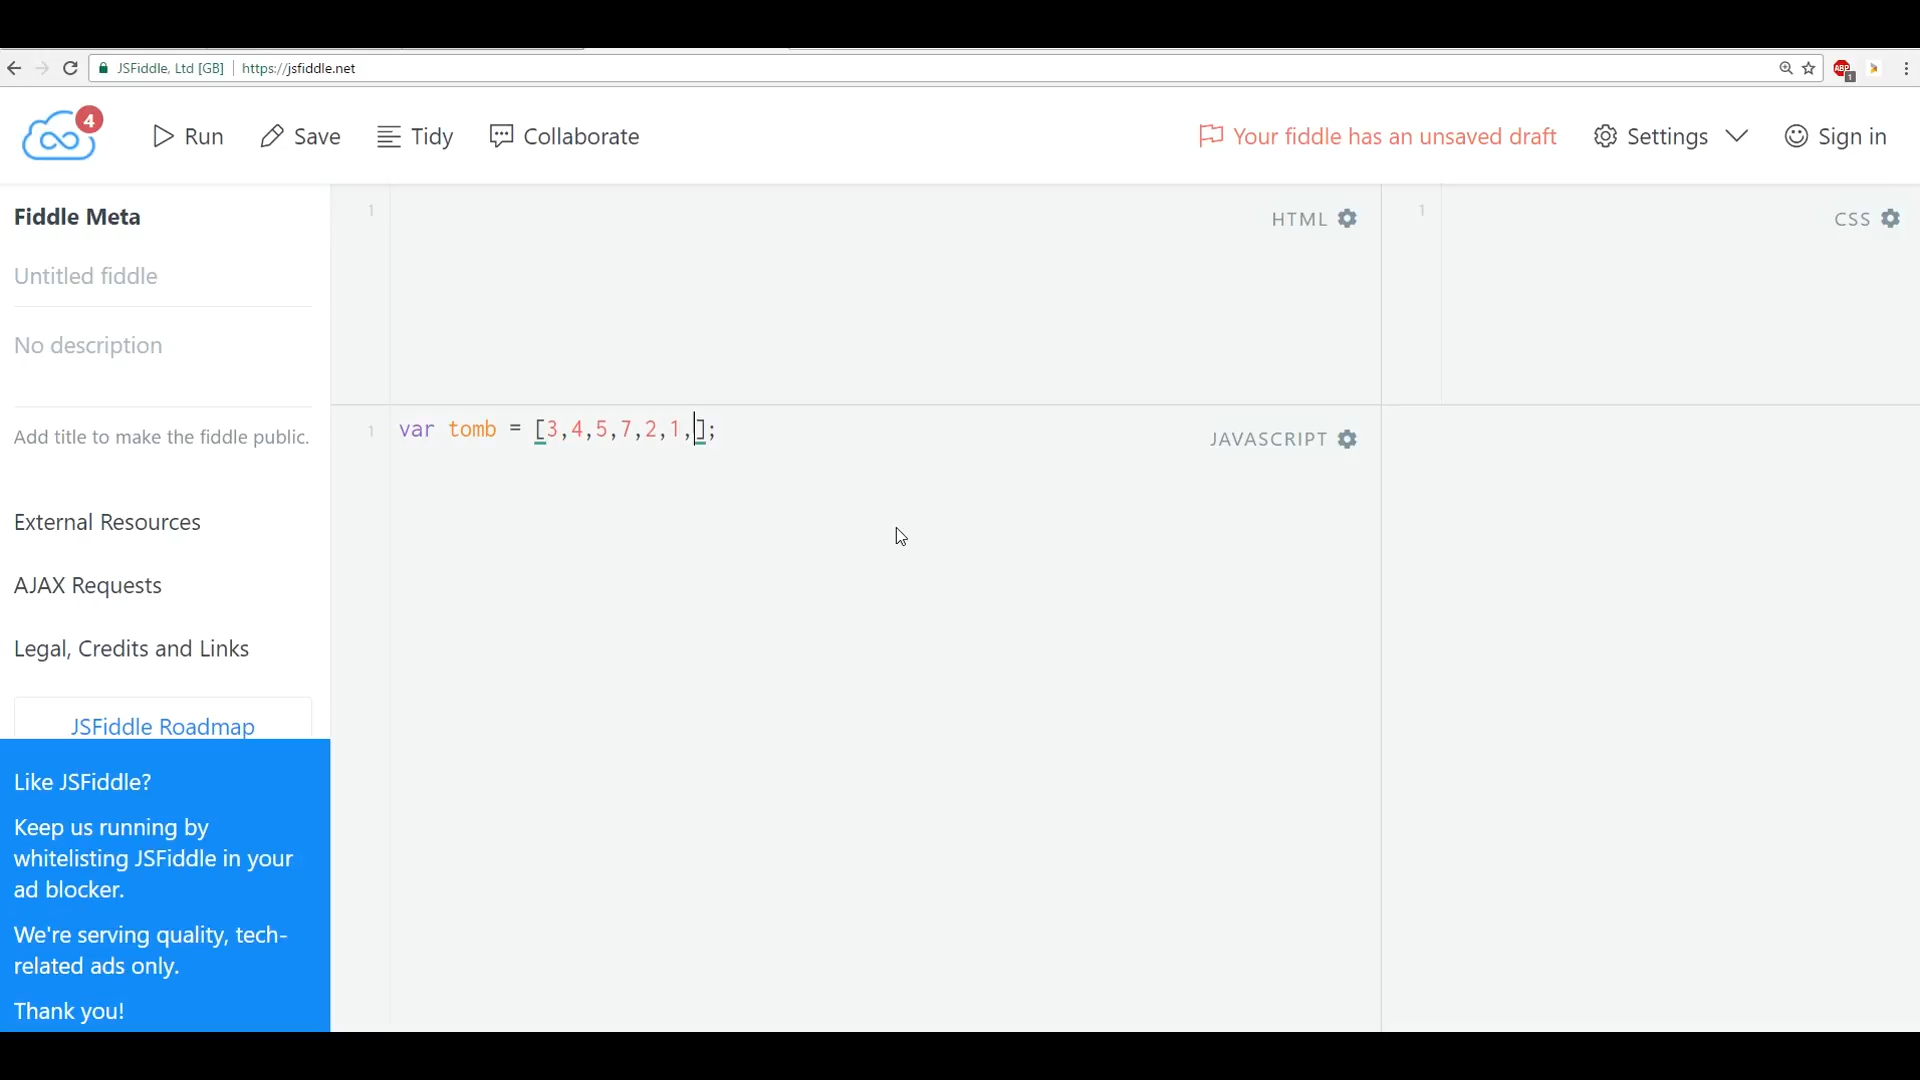 JSFiddle, Ltd [GB] https://jsfiddle.net
ABP
1
4
Run
Save
Tidy
Collaborate
Your fiddle has an unsaved draft
Settings
Sign in
Fiddle Meta
Untitled fiddle
No description
Add title to make the fiddle public.
External Resources
AJAX Requests
Legal, Credits and Links
JSFiddle Roadmap
Like JSFiddle?
Keep us running by
whitelisting JSFiddle in your
ad blocker.
We're serving quality, tech-
related ads only.
Thank you!
1
HTML
1
CSS
1 var tomb = [3,4,5,7,2,1,];
JAVASCRIPT